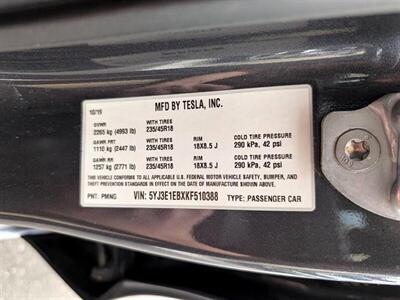 MFD BY TESLA, INC.
10/19
GVWR WITH TIRES
2265 kg (4993 lb) 235/45R18
GAWR FRT WITH TIRES RIM COLD TIRE PRESSURE
1110 kg (2447 lb) 235/45R18 18X8.5 J 290 kPa, 42 psi
GAWR RR WITH TIRES RIM COLD TIRE PRESSURE
1257 kg (2771 lb) 235/45R18 18X8.5 J 290 kPa, 42 psi
THIS VEHICLE CONFORMS TO ALL APPLICABLE U.S. FEDERAL MOTOR VEHICLE SAFETY, BUMPER, AND
THEFT PREVENTION STANDARDS IN EFFECT ON THE DATE OF MANUFACTURE SHOWN ABOVE.
PNT: PMNG VIN: 5YJ3E1EBXKF510388 TYPE: PASSENGER CAR
10